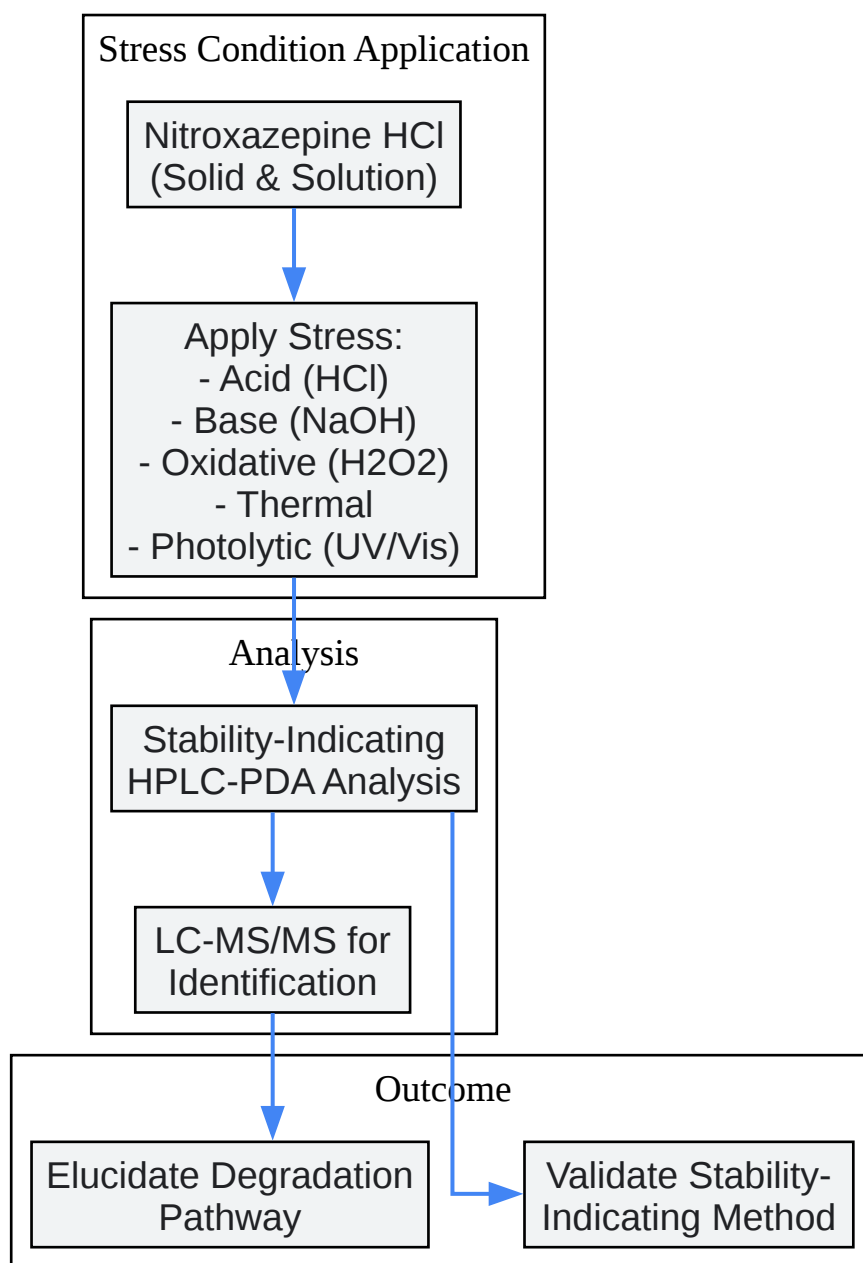 Stress Condition Application
Nitroxazepine HCl
(Solid & Solution)
Apply Stress:
- Acid (HCl)
- Base (NaOH)
- Oxidative (H2O2)
- Thermal
- Photolytic (UV/Vis)
Analysis
Stability-Indicating
HPLC-PDA Analysis
LC-MS/MS for
Identification
Outcome
Elucidate Degradation
Pathway
Validate Stability-
Indicating Method